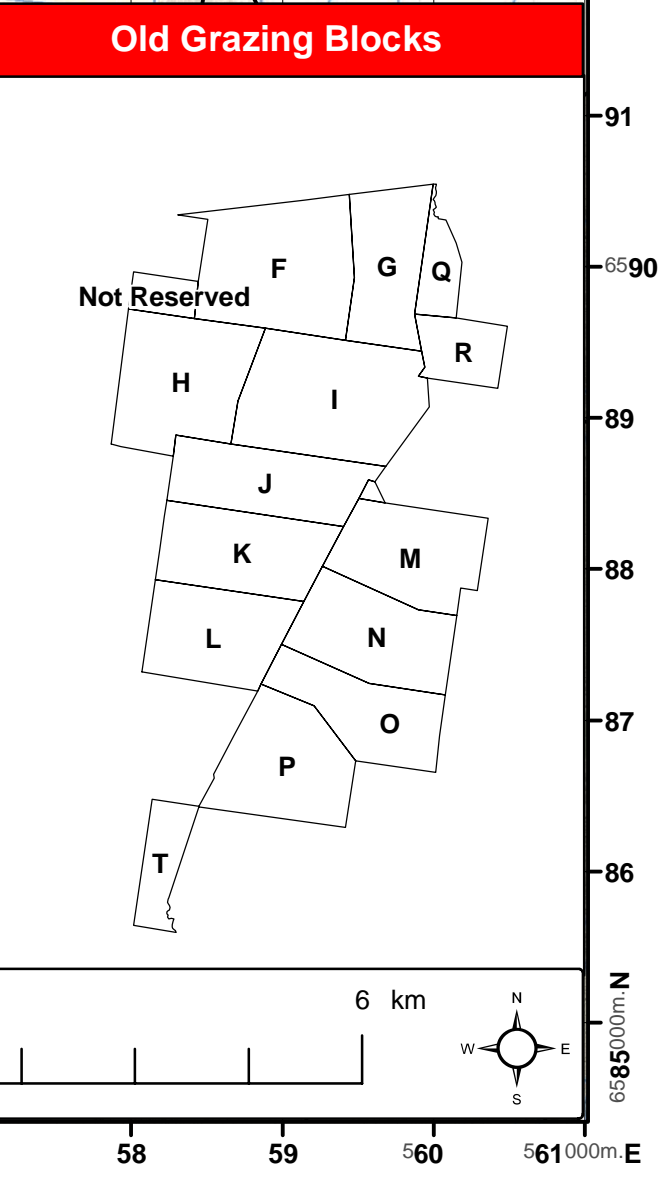 Old Grazing Blocks
91
F
G
Q
6590
Not Reserved
R
H
I
89
J
K
M
88
L
N
O
87
P
T
86
6 km
N
W
E
S
6585000m.N
58
59
560
561000m.E